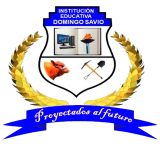 INSTITUCIÓN
EDUCATIVA
DOMINGO SAVIO
Proyectados al futuro